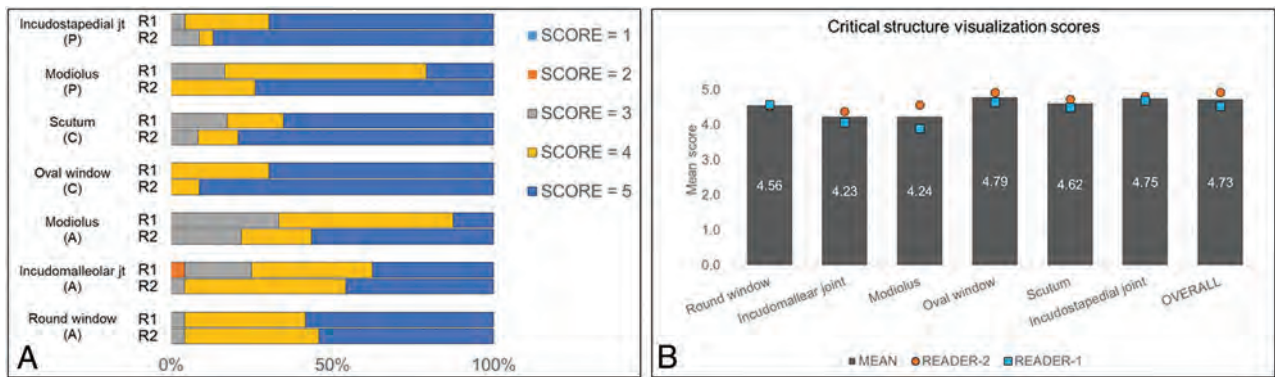 Incudostapedial jt
(P)
R1
R2
Modiolus
(P)
R1
R2
Scutum
(C)
R1
R2
Oval window
(C)
R1
R2
Modiolus
(A)
R1
R2
Incudomalleolar jt
(A)
R1
R2
Round window
(A)
R1
R2
0% 50% 100%
SCORE = 1
SCORE = 2
SCORE = 3
SCORE = 4
SCORE = 5
A
Critical structure visualization scores
Mean score
5.0
4.0
3.0
2.0
1.0
0.0
4.56 4.23 4.24 4.79 4.62 4.75 4.73
Round window
Incudomallear joint
Modiolus
Oval window
Sculum
Incudostapedial joint
OVERALL
MEAN READER-2 READER-1
B